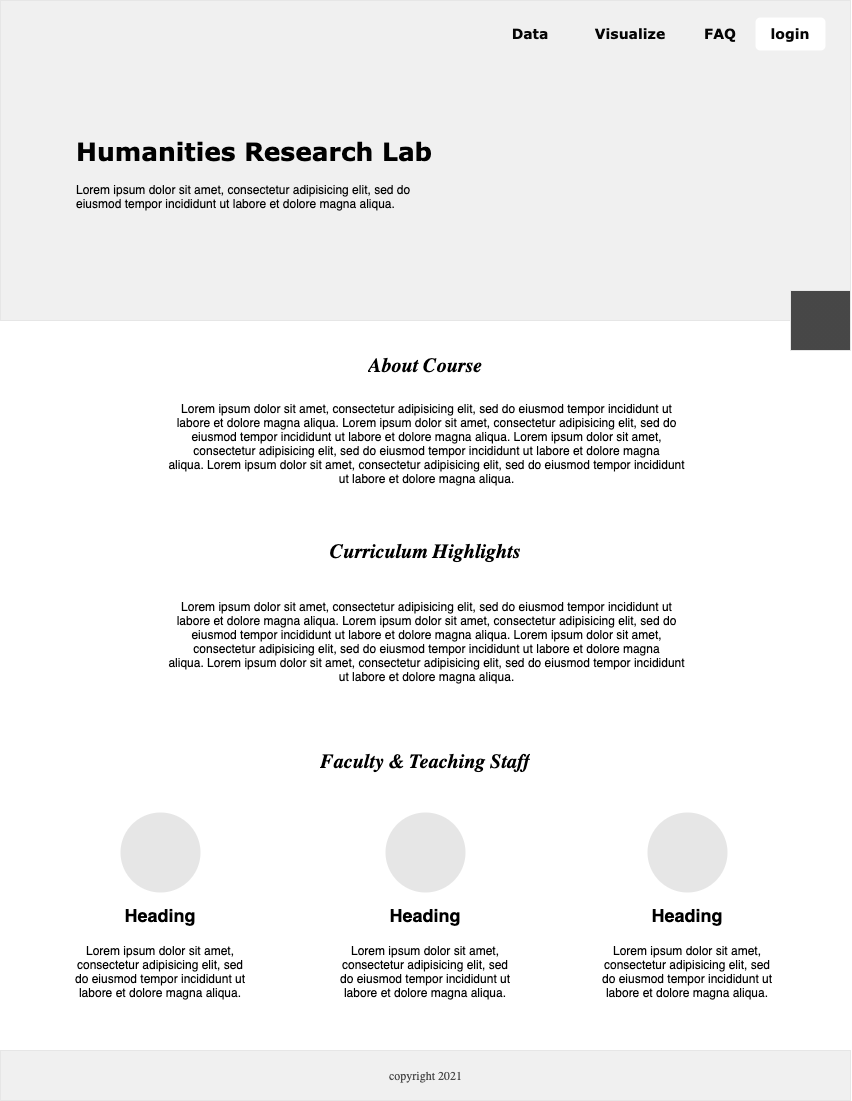 Data Visualize FAQ login
Humanities Research Lab
Lorem ipsum dolor sit amet, consectetur adipisicing elit, sed do
eiusmod tempor incididunt ut labore et dolore magna aliqua.
About Course
Lorem ipsum dolor sit amet, consectetur adipisicing elit, sed do eiusmod tempor incididunt ut
labore et dolore magna aliqua. Lorem ipsum dolor sit amet, consectetur adipisicing elit, sed do
eiusmod tempor incididunt ut labore et dolore magna aliqua. Lorem ipsum dolor sit amet,
consectetur adipisicing elit, sed do eiusmod tempor incididunt ut labore et dolore magna
aliqua. Lorem ipsum dolor sit amet, consectetur adipisicing elit, sed do eiusmod tempor incididunt
ut labore et dolore magna aliqua.
Curriculum Highlights
Lorem ipsum dolor sit amet, consectetur adipisicing elit, sed do eiusmod tempor incididunt ut
labore et dolore magna aliqua. Lorem ipsum dolor sit amet, consectetur adipisicing elit, sed do
eiusmod tempor incididunt ut labore et dolore magna aliqua. Lorem ipsum dolor sit amet,
consectetur adipisicing elit, sed do eiusmod tempor incididunt ut labore et dolore magna
aliqua. Lorem ipsum dolor sit amet, consectetur adipisicing elit, sed do eiusmod tempor incididunt
ut labore et dolore magna aliqua.
Faculty & Teaching Staff
Heading
Lorem ipsum dolor sit amet,
consectetur adipisicing elit, sed
do eiusmod tempor incididunt ut
labore et dolore magna aliqua.
Heading
Lorem ipsum dolor sit amet,
consectetur adipisicing elit, sed
do eiusmod tempor incididunt ut
labore et dolore magna aliqua.
Heading
Lorem ipsum dolor sit amet,
consectetur adipisicing elit, sed
do eiusmod tempor incididunt ut
labore et dolore magna aliqua.
copyright 2021